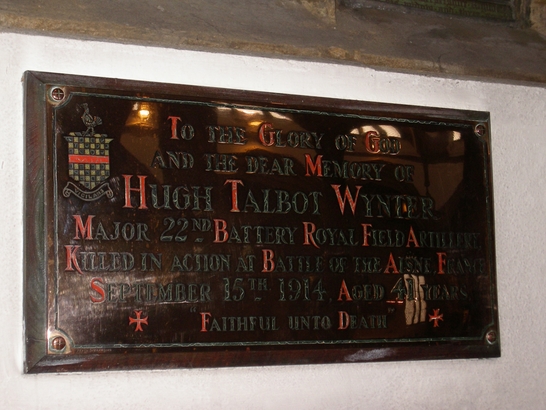 To the Glory of God
and the dear Memory of
Hugh Talbot Wynter
Major 22nd Battery Royal Field Artillery
Killed in action at Battle of the Aisne, France
September 15th 1914, Aged 41 years
"Faithful unto Death"